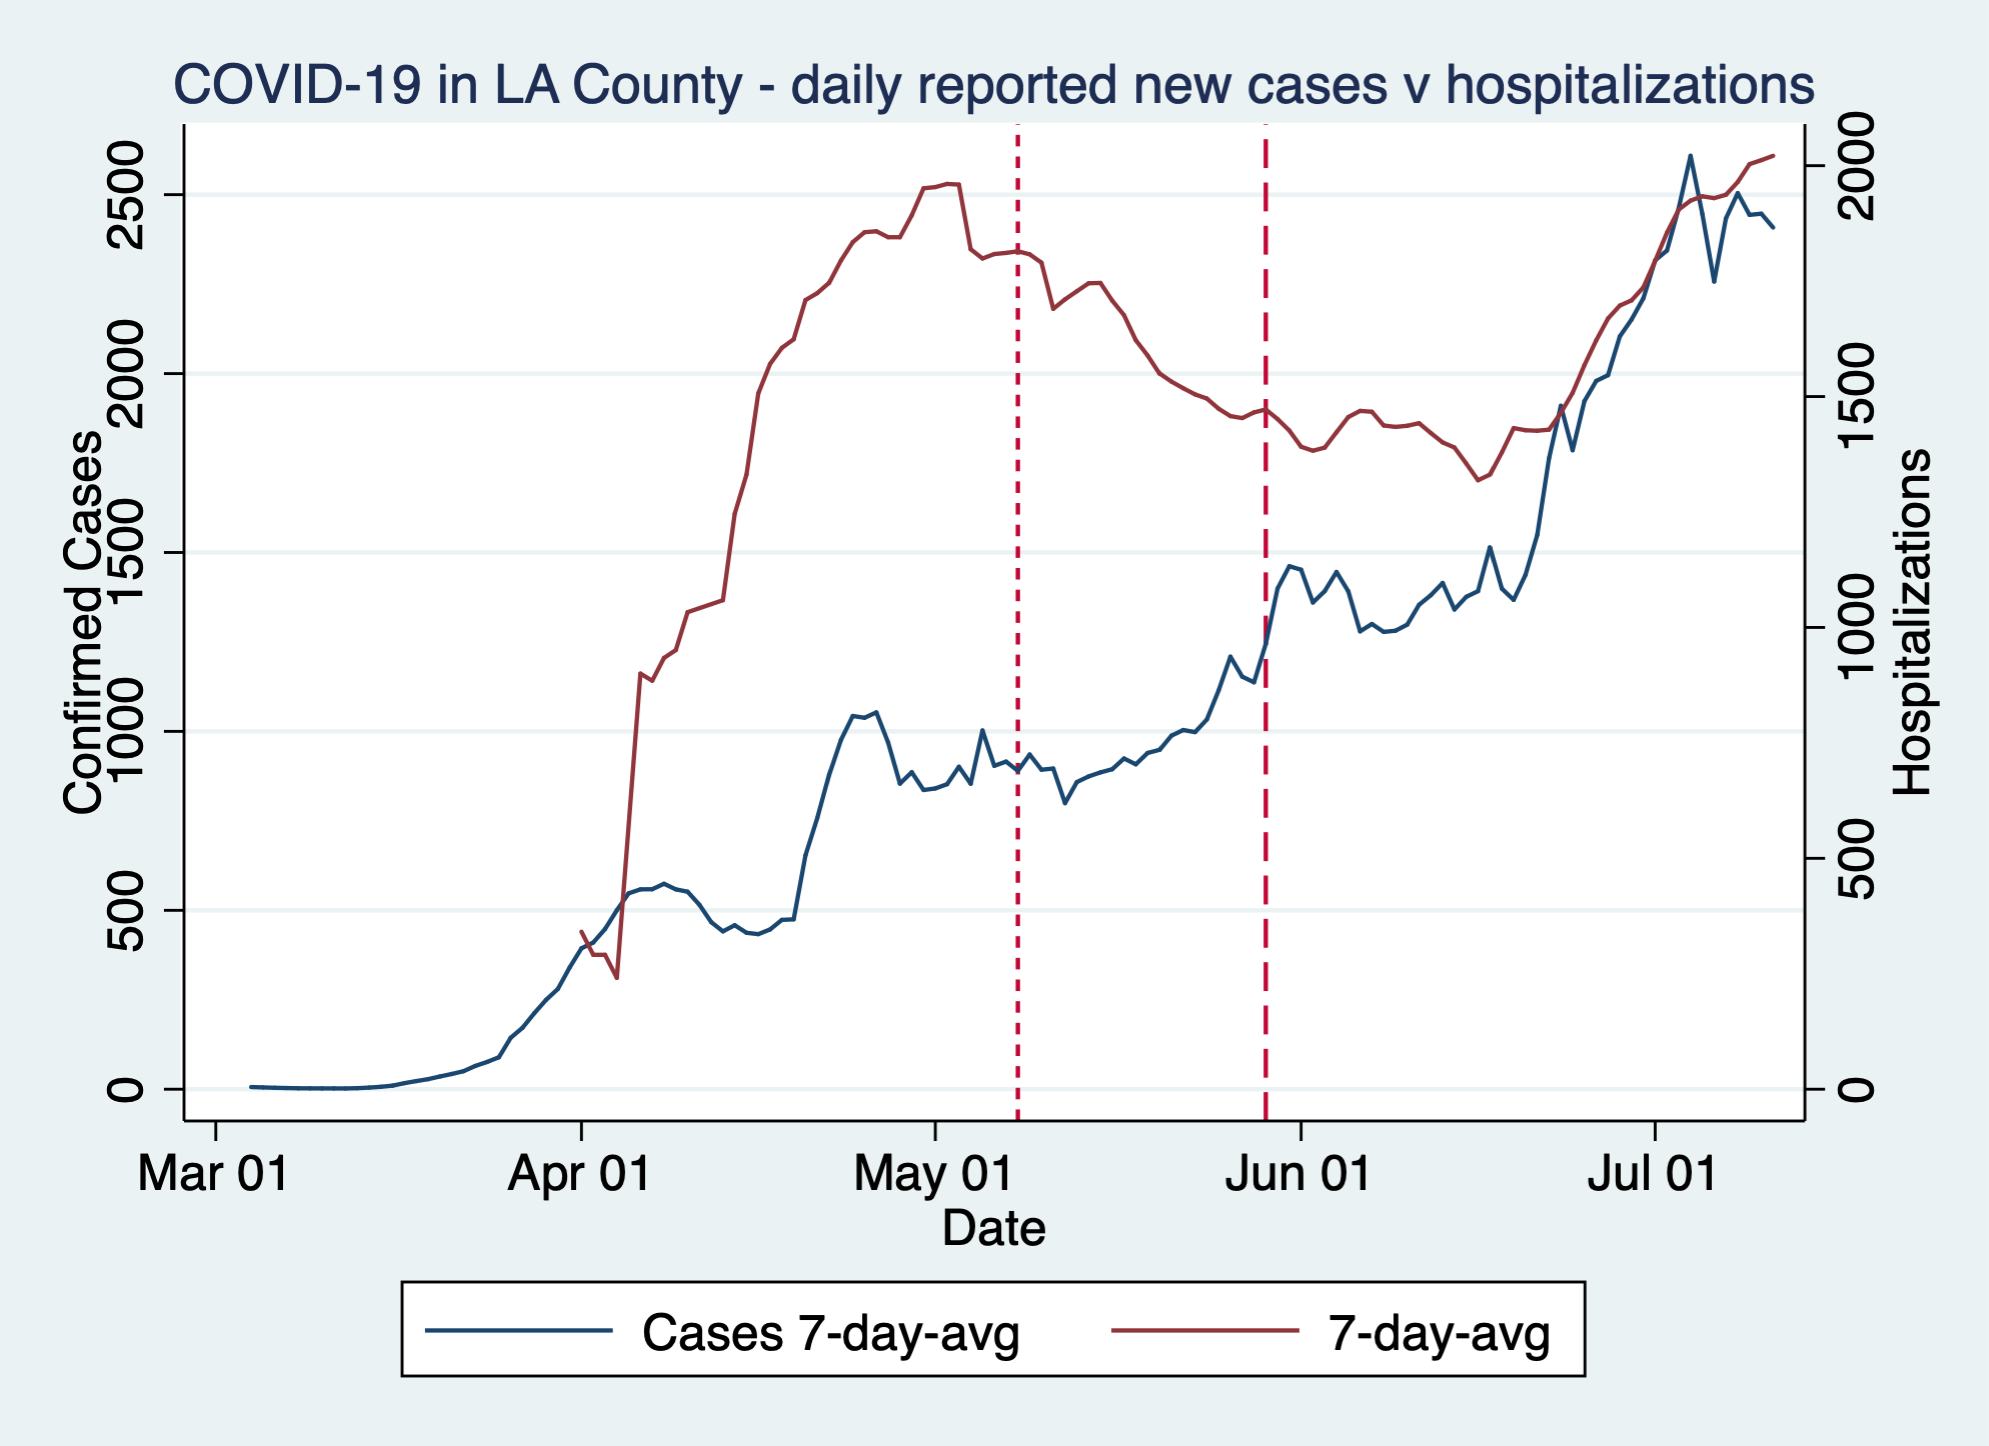 COVID-19 in LA County - daily reported new cases v hospitalizations
Confirmed Cases
2500
2000
1500
1000
500
0
2000
1500
1000
500
0
Hospitalizations
Mar 01
Apr 01
May 01
Jun 01
Jul 01
Date
Cases 7-day-avg
7-day-avg